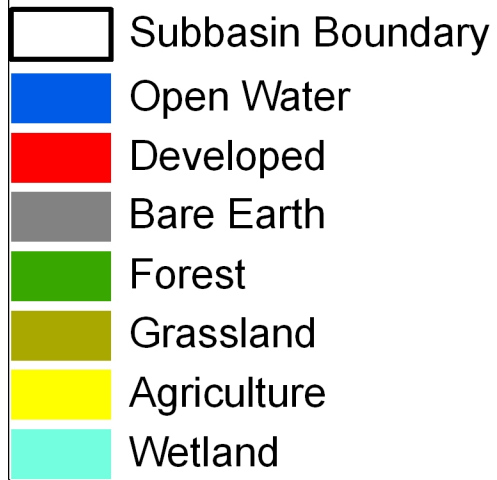 Subbasin Boundary
Open Water
Developed
Bare Earth
Forest
Grassland
Agriculture
Wetland